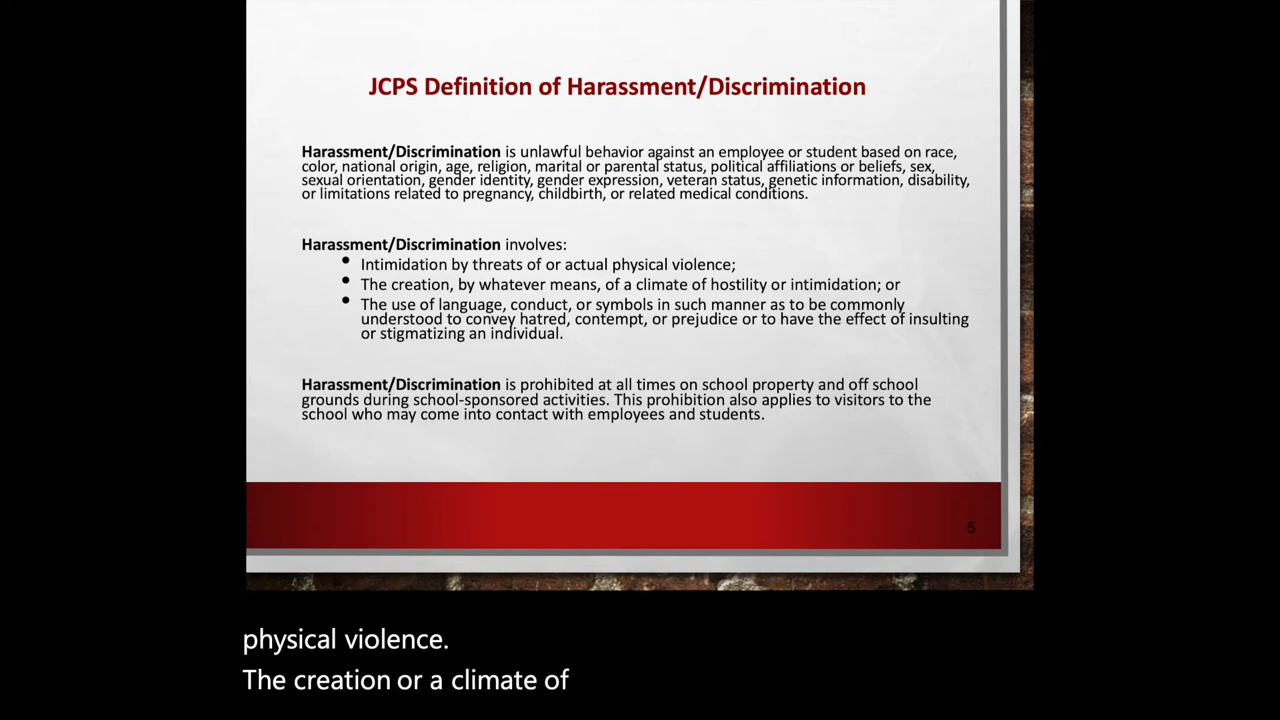 JCPS Definition of Harassment/Discrimination
Harassment/Discrimination is unlawful behavior against an employee or student based on race,
color, national origin, age, religion, marital or parental status, political affiliations or beliefs, sex,
sexual orientation, gender identity, gender expression, veteran status, genetic information, disability,
or limitations related to pregnancy, childbirth, or related medical conditions.
Harassment/Discrimination involves:
• Intimidation by threats of or actual physical violence;
• The creation, by whatever means, of a climate of hostility or intimidation; or
• The use of language, conduct, or symbols in such manner as to be commonly
understood to convey hatred, contempt, or prejudice or to have the effect of insulting
or stigmatizing an individual.
Harassment/Discrimination is prohibited at all times on school property and off school
grounds during school-sponsored activities. This prohibition also applies to visitors to the
school who may come into contact with employees and students.
5
physical violence.
The creation or a climate of